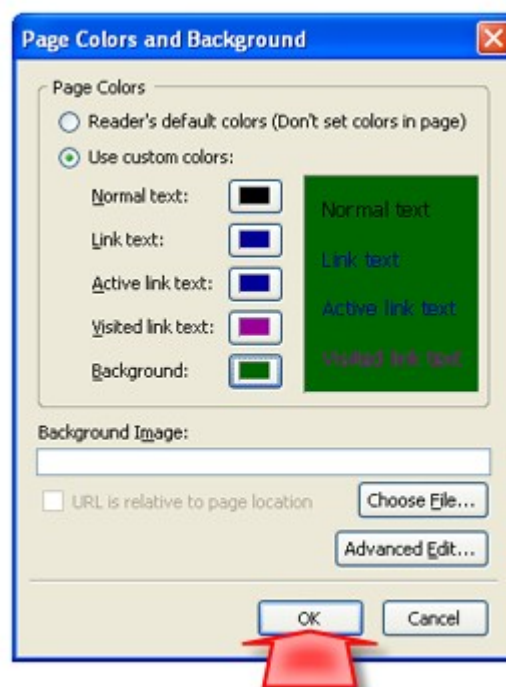 Page Colors and Background
Page Colors
Reader's default colors (Don't set colors in page)
Use custom colors:
Normal text:
Link text:
Active link text:
Visited link text:
Background:
Normal text
Link text
Active link text
Visited link text
Background Image:
URL is relative to page location
Choose File...
Advanced Edit...
OK
Cancel